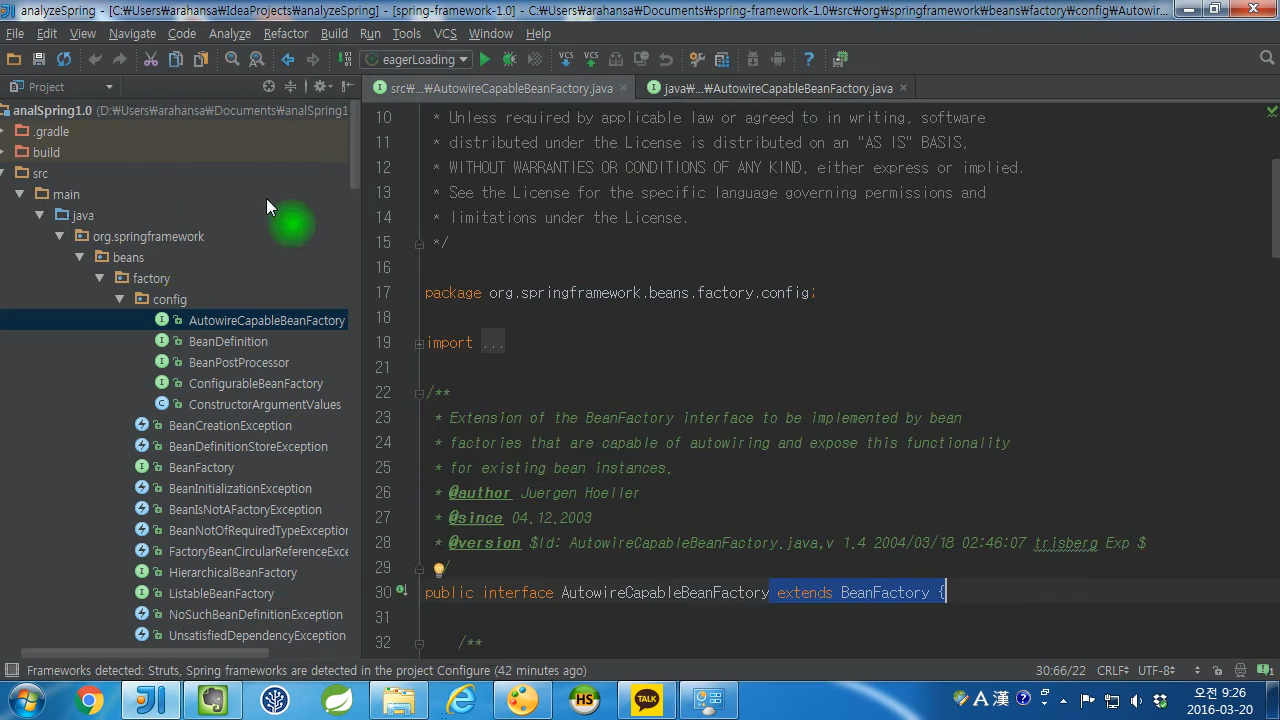 analyzeSpring - [C:₩Users₩arahansa₩IdeaProjects₩analyzeSpring] - [spring-framework-1.0] - C:₩Users₩arahansa₩Documents₩spring-framework-1.0₩src₩org₩springframework₩beans₩factory₩config₩Autowi...
File Edit View Navigate Code Analyze Refactor Build Run Tools VCS Window Help
eagerLoading
VCS VCS
Project
src₩...₩AutowireCapableBeanFactory.java
java₩...₩AutowireCapableBeanFactory.java
analSpring1.0 (D:₩Users₩arahansa₩Documents₩analSpring1
.gradle
build
src
main
java
org.springframework
beans
factory
config
AutowireCapableBeanFactory
BeanDefinition
BeanPostProcessor
ConfigurableBeanFactory
ConstructorArgumentValues
BeanCreationException
BeanDefinitionStoreException
BeanFactory
BeanInitializationException
BeanIsNotAFactoryException
BeanNotOfRequiredTypeException
FactoryBeanCircularReferenceExce
HierarchicalBeanFactory
ListableBeanFactory
NoSuchBeanDefinitionException
UnsatisfiedDependencyException
10 * Unless required by applicable law or agreed to in writing, software
11 * distributed under the License is distributed on an "AS IS" BASIS,
12 * WITHOUT WARRANTIES OR CONDITIONS OF ANY KIND, either express or implied.
13 * See the License for the specific language governing permissions and
14 * limitations under the License.
15 */
16
17 package org.springframework.beans.factory.config;
18
19 import ...
21
22 /**
23 * Extension of the BeanFactory interface to be implemented by bean
24 * factories that are capable of autowiring and expose this functionality
25 * for existing bean instances.
26 * @author Juergen Hoeller
27 * @since 04.12.2003
28 * @version $Id: AutowireCapableBeanFactory.java,v 1.4 2004/03/18 02:46:07 trisberg Exp $
29 /
30 public interface AutowireCapableBeanFactory extends BeanFactory {
31
32 /**
Frameworks detected: Struts, Spring frameworks are detected in the project Configure (42 minutes ago)
30:66/22 CRLF UTF-8
HS
TALK
A 漢
오전 9:26
2016-03-20